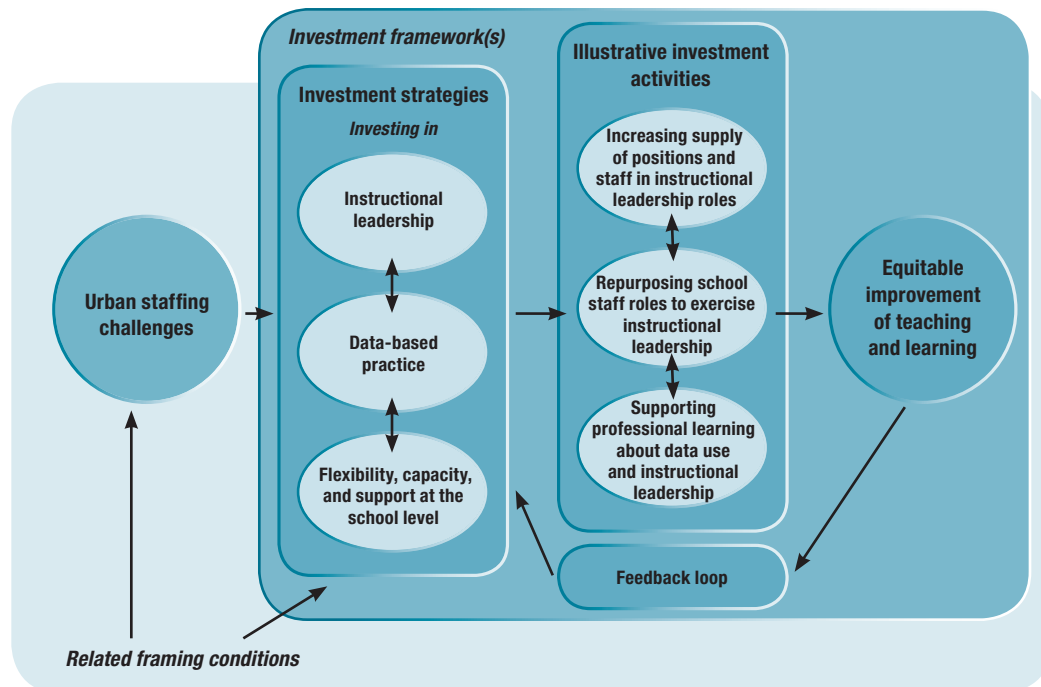 Investment framework(s)
Investment strategies
Investing in
Instructional
leadership
Data-based
practice
Flexibility, capacity,
and support at the
school level
Illustrative investment
activities
Increasing supply
of positions and
staff in instructional
leadership roles
Repurposing school
staff roles to exercise
instructional
leadership
Supporting
professional learning
about data use
and instructional
leadership
Urban staffing
challenges
Equitable
improvement
of teaching
and learning
Feedback loop
Related framing conditions